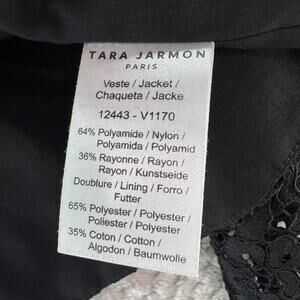 TARA JARMON
PARIS
Veste / Jacket /
Chaqueta / Jacke
12443 - V1170
64% Polyamide / Nylon /
Polyamida / Polyamid
36% Rayonne / Rayon /
Rayon / Kunstseide
Doublure / Lining / Forro /
Futter
65% Polyester / Polyester /
Poliester / Polyester
35% Coton / Cotton /
Algodon / Baumwolle